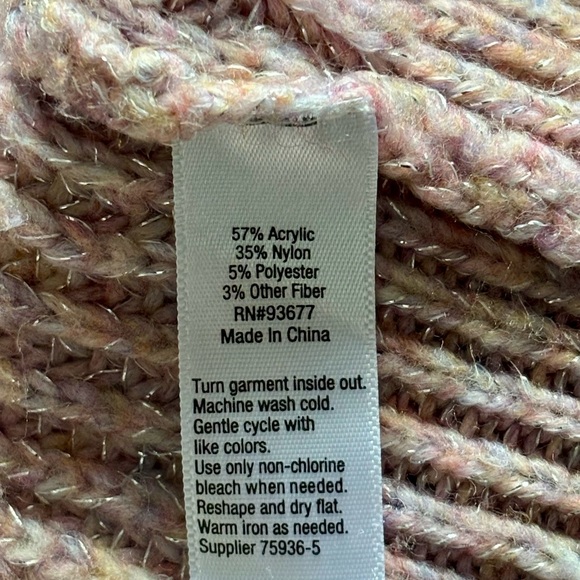 57% Acrylic
35% Nylon
5% Polyester
3% Other Fiber
RN#93677
Made In China
Turn garment inside out.
Machine wash cold.
Gentle cycle with
like colors.
Use only non-chlorine
bleach when needed.
Reshape and dry flat.
Warm iron as needed.
Supplier 75936-5